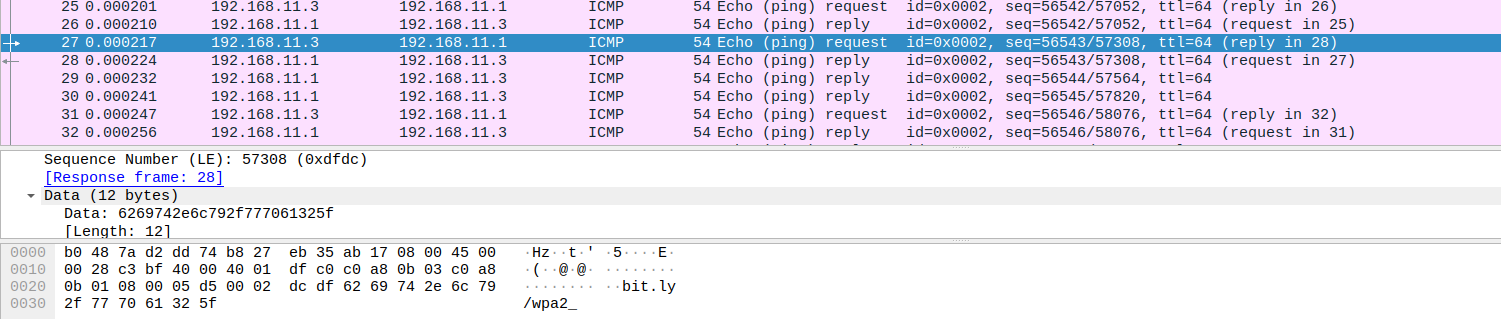 25 0.000201 192.168.11.3 192.168.11.1 ICMP 54 Echo (ping) request id=0x0002, seq=56542/57052, ttl=64 (reply in 26)
26 0.000210 192.168.11.1 192.168.11.3 ICMP 54 Echo (ping) reply id=0x0002, seq=56542/57052, ttl=64 (request in 25)
27 0.000217 192.168.11.3 192.168.11.1 ICMP 54 Echo (ping) request id=0x0002, seq=56543/57308, ttl=64 (reply in 28)
28 0.000224 192.168.11.1 192.168.11.3 ICMP 54 Echo (ping) reply id=0x0002, seq=56543/57308, ttl=64 (request in 27)
29 0.000232 192.168.11.1 192.168.11.3 ICMP 54 Echo (ping) reply id=0x0002, seq=56544/57564, ttl=64
30 0.000241 192.168.11.1 192.168.11.3 ICMP 54 Echo (ping) reply id=0x0002, seq=56545/57820, ttl=64
31 0.000247 192.168.11.3 192.168.11.1 ICMP 54 Echo (ping) request id=0x0002, seq=56546/58076, ttl=64 (reply in 32)
32 0.000256 192.168.11.1 192.168.11.3 ICMP 54 Echo (ping) reply id=0x0002, seq=56546/58076, ttl=64 (request in 31)
Sequence Number (LE): 57308 (0xdfdc)
[Response frame: 28]
Data (12 bytes)
Data: 6269742e6c792f777061325f
[Length: 12]
0000 b0 48 7a d2 dd 74 b8 27 eb 35 ab 17 08 00 45 00 ·Hz··t·' ·5····E·
0010 00 28 c3 bf 40 00 40 01 df c0 c0 a8 0b 03 c0 a8 ·(··@·@· ········
0020 0b 01 08 00 05 d5 00 02 dc df 62 69 74 2e 6c 79 ········ ··bit.ly
0030 2f 77 70 61 32 5f /wpa2_